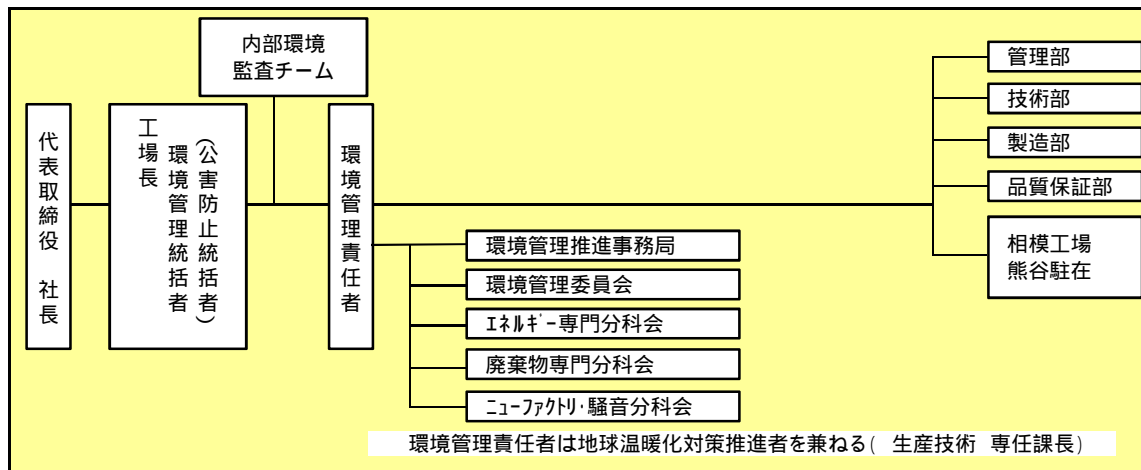 内部環境
監査チーム
代表取締役 社長
工場長
環境管理統括者
(公害防止統括者)
環境管理責任者
環境管理推進事務局
環境管理委員会
ｴﾈﾙｷﾞｰ専門分科会
廃棄物専門分科会
ﾆｭｰﾌｧｸﾄﾘ･騒音分科会
管理部
技術部
製造部
品質保証部
相模工場
熊谷駐在
環境管理責任者は地球温暖化対策推進者を兼ねる( 生産技術 専任課長)